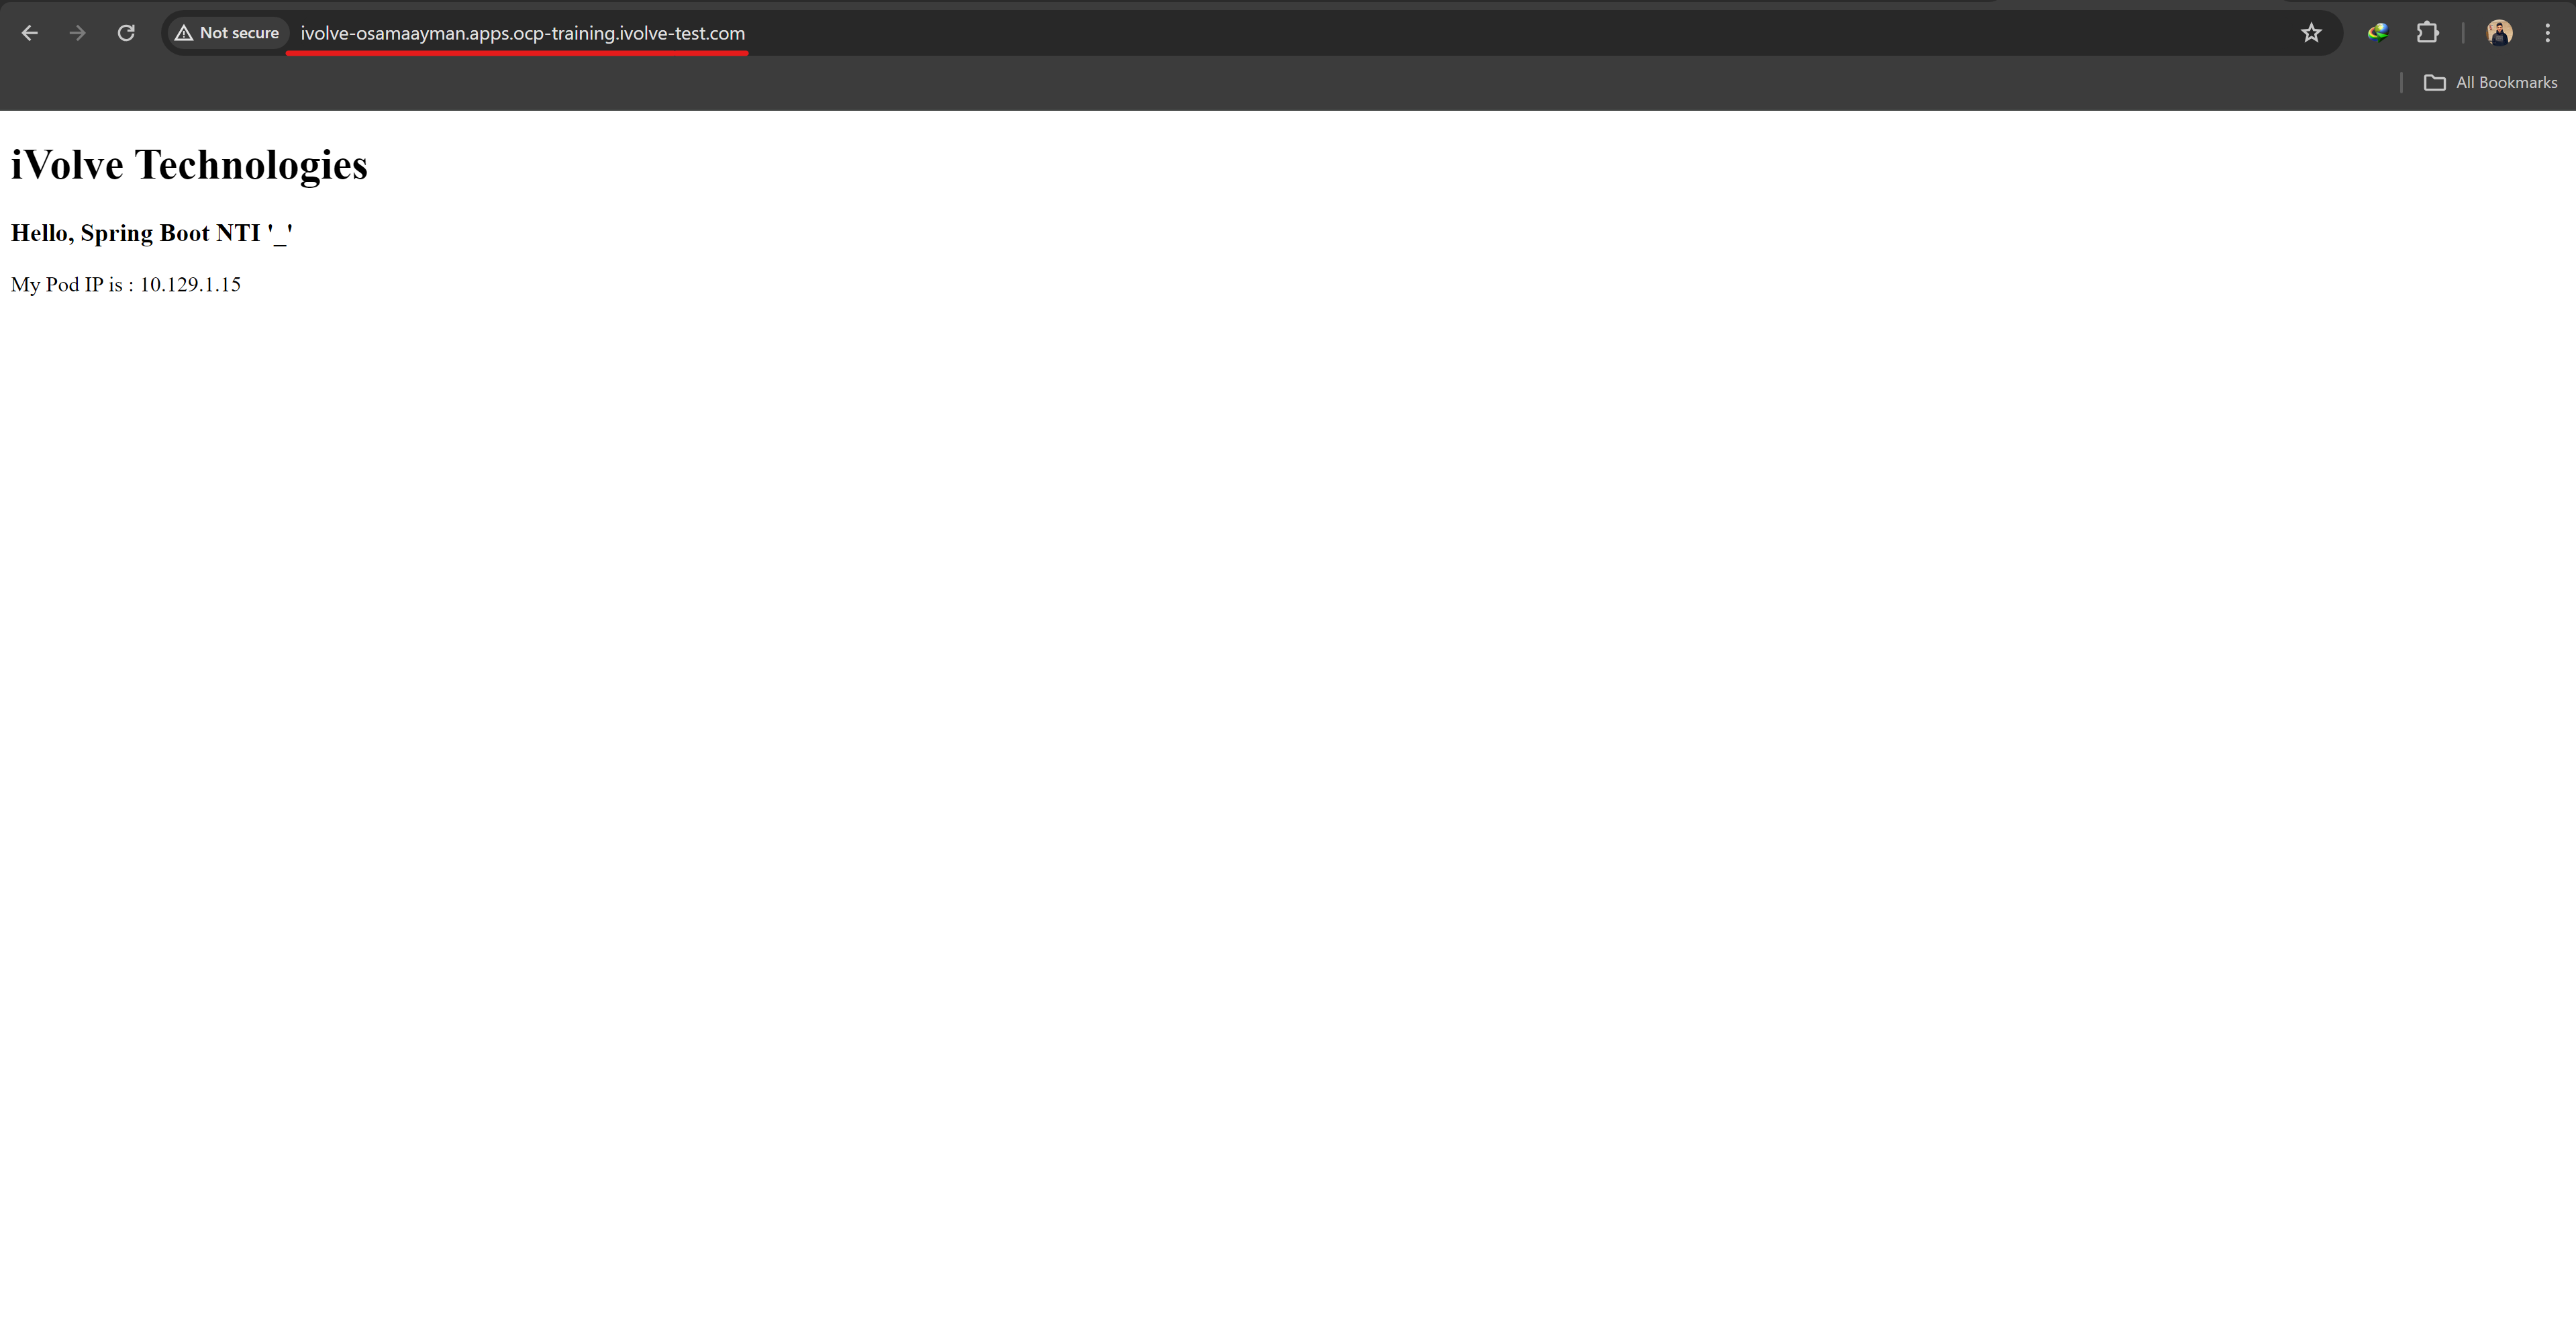 Not secure ivolve-osamaayman.apps.ocp-training.ivolve-test.com
All Bookmarks
iVolve Technologies
Hello, Spring Boot NTI '_'
My Pod IP is : 10.129.1.15